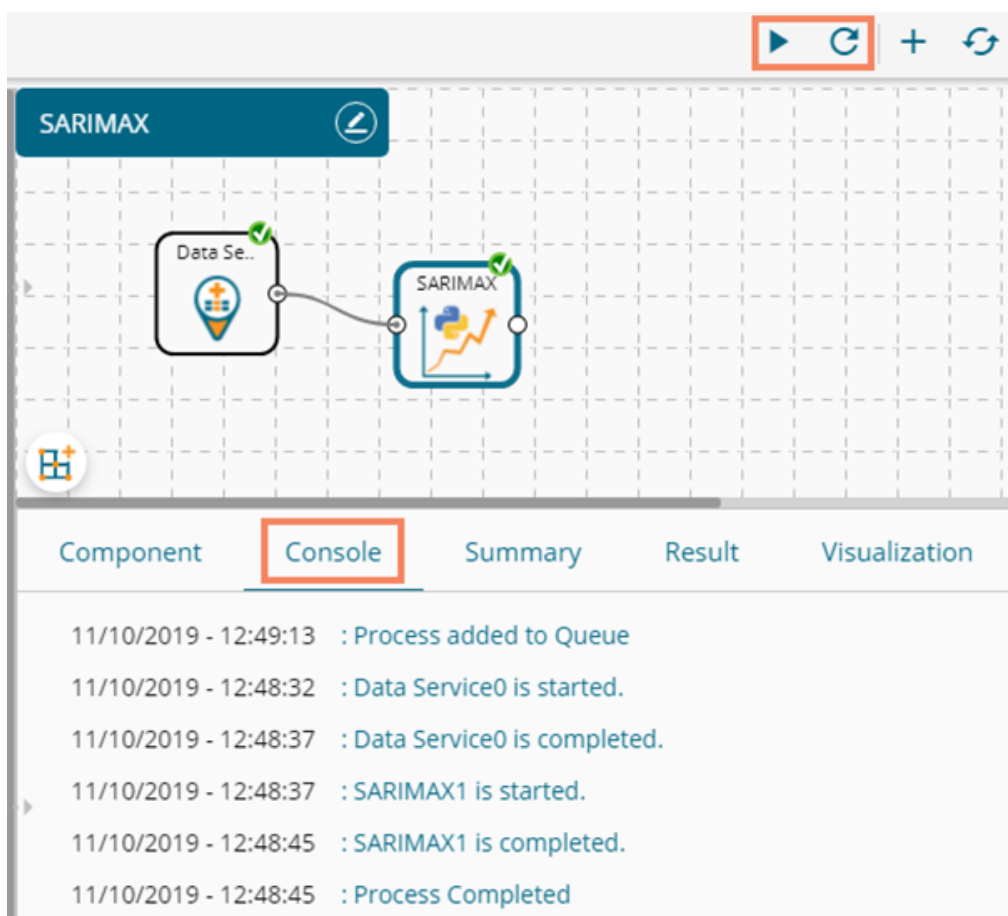 SARIMAX
Data Se..
SARIMAX
Component Console Summary Result Visualization
11/10/2019 - 12:49:13 : Process added to Queue
11/10/2019 - 12:48:32 : Data Service0 is started.
11/10/2019 - 12:48:37 : Data Service0 is completed.
11/10/2019 - 12:48:37 : SARIMAX1 is started.
11/10/2019 - 12:48:45 : SARIMAX1 is completed.
11/10/2019 - 12:48:45 : Process Completed